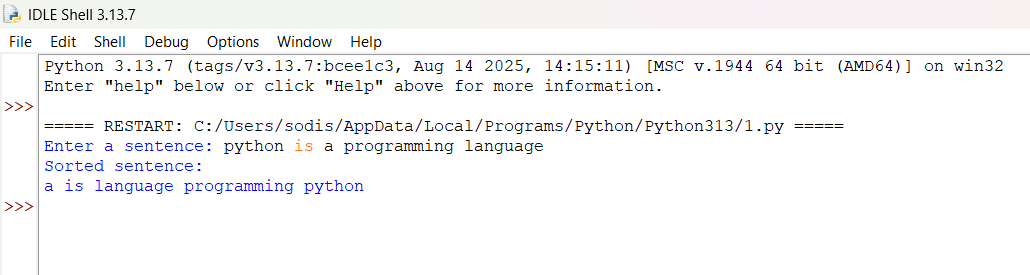 IDLE Shell 3.13.7
File Edit Shell Debug Options Window Help
Python 3.13.7 (tags/v3.13.7:bcee1c3, Aug 14 2025, 14:15:11) [MSC v.1944 64 bit (AMD64)] on win32
Enter "help" below or click "Help" above for more information.
>>>
===== RESTART: C:/Users/sodis/AppData/Local/Programs/Python/Python313/1.py =====
Enter a sentence: python is a programming language
Sorted sentence:
a is language programming python
>>>